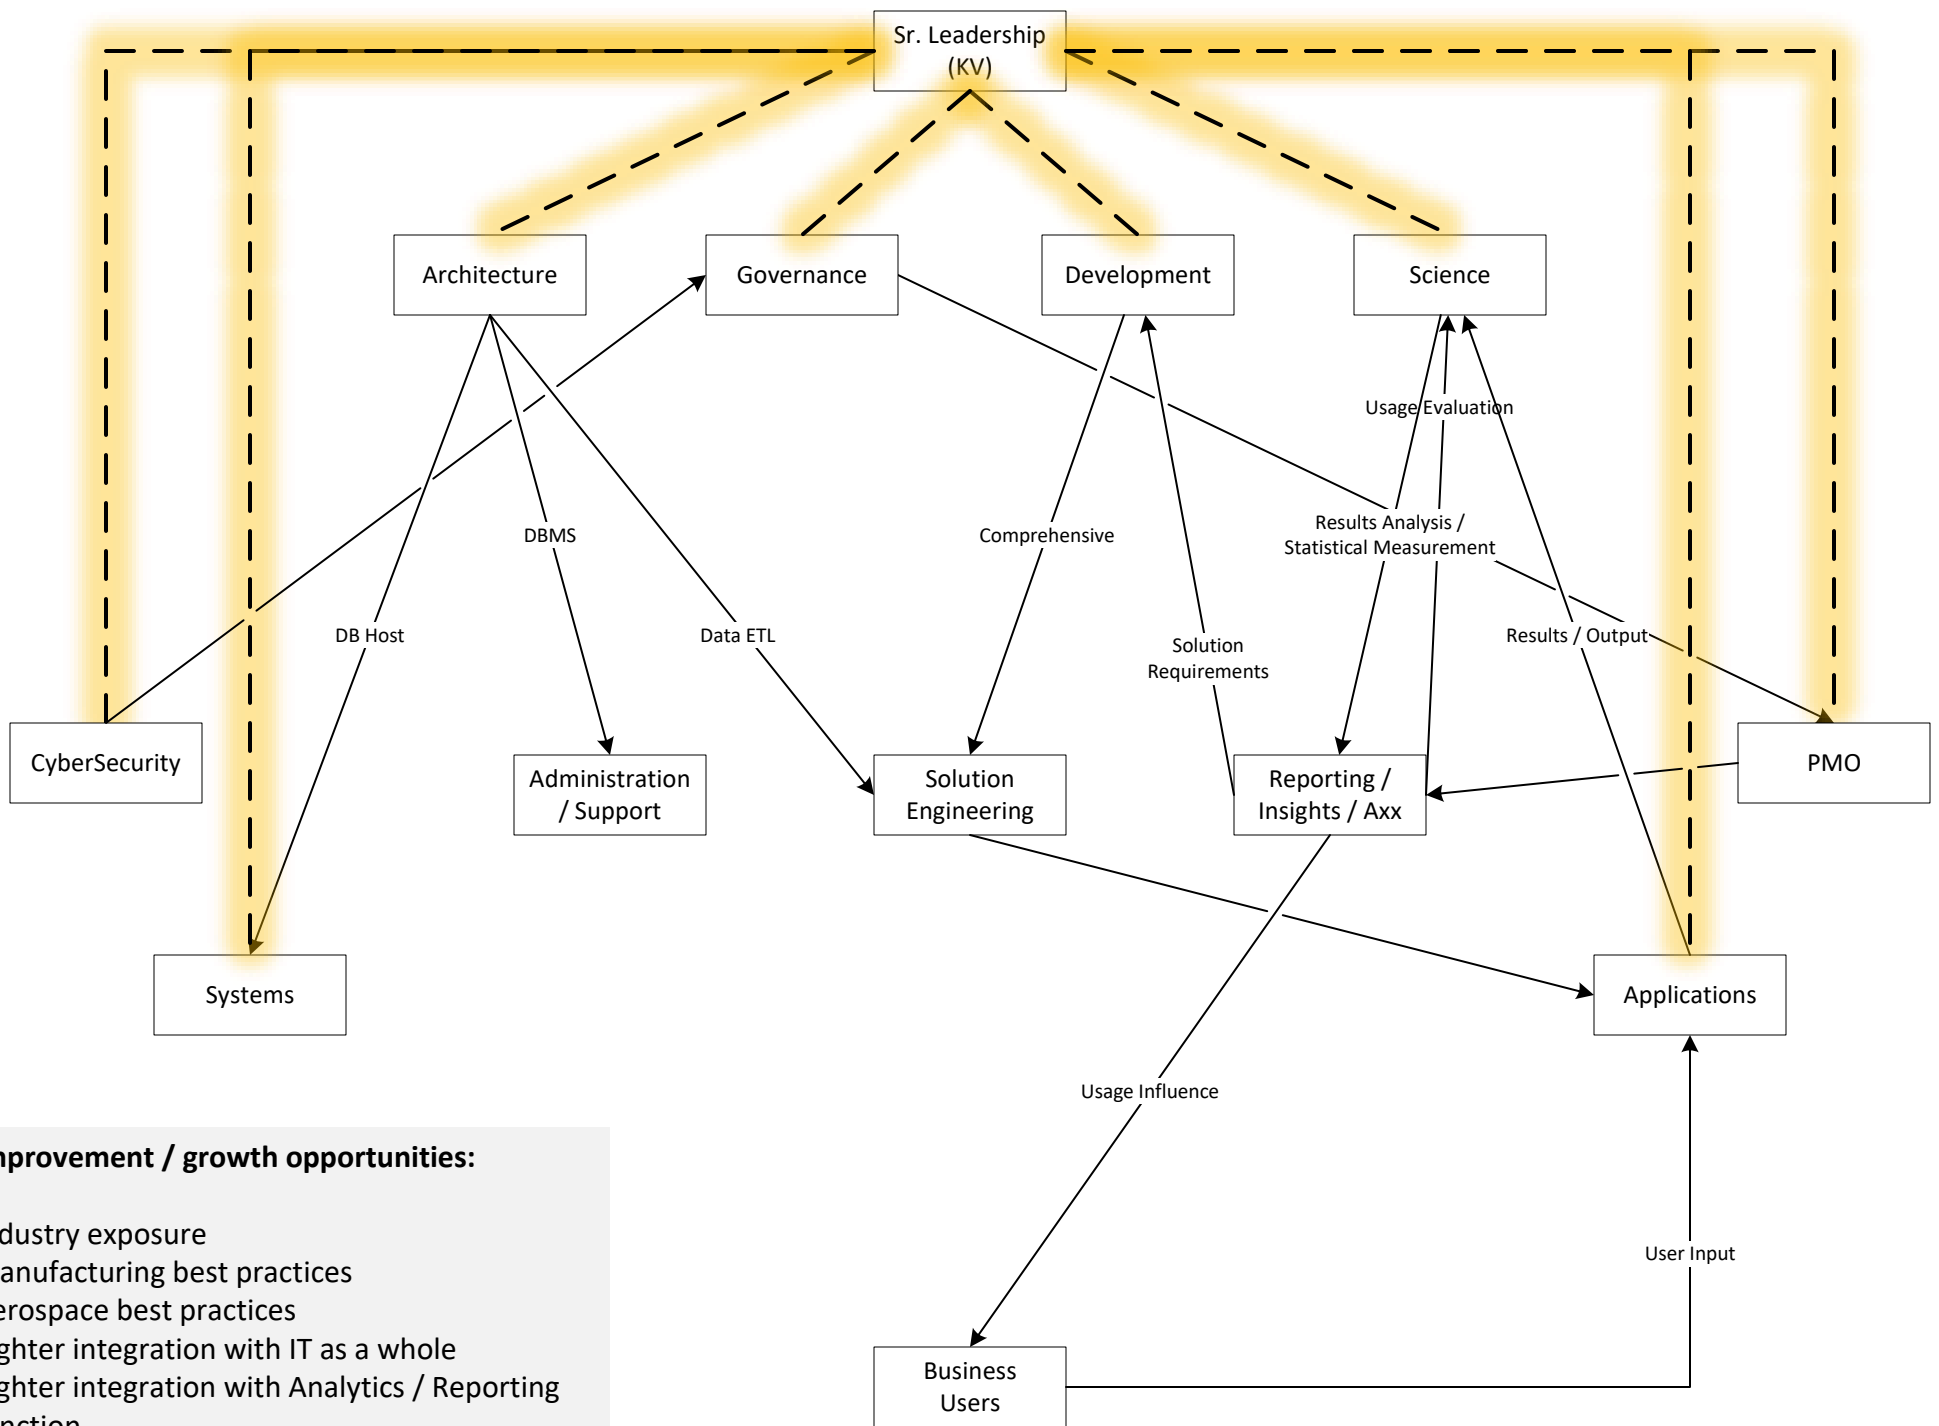 Sr. Leadership
(KV)
Architecture
Governance
Development
Science
Usage Evaluation
DBMS
Comprehensive
Results Analysis /
Statistical Measurement
DB Host
Data ETL
Solution
Requirements
Results / Output
CyberSecurity
Administration
/ Support
Solution
Engineering
Reporting /
Insights / Axx
PMO
Systems
Applications
Usage Influence
User Input
Business
Users
mprovement / growth opportunities:
dustry exposure
anufacturing best practices
erospace best practices
ghter integration with IT as a whole
ghter integration with Analytics / Reporting
nction